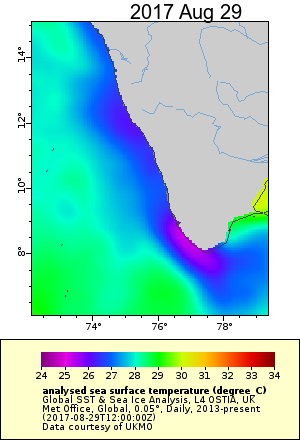 2017 Aug 29
14°
12°
10°
8°
74°
76°
78°
24 25 26 27 28 29 30 31 32 33 34
analysed sea surface temperature (degree_C)
Global SST & Sea Ice Analysis, L4 OSTIA, UK
Met Office, Global, 0.05°, Daily, 2013-present
(2017-08-29T12:00:00Z)
Data courtesy of UKMO